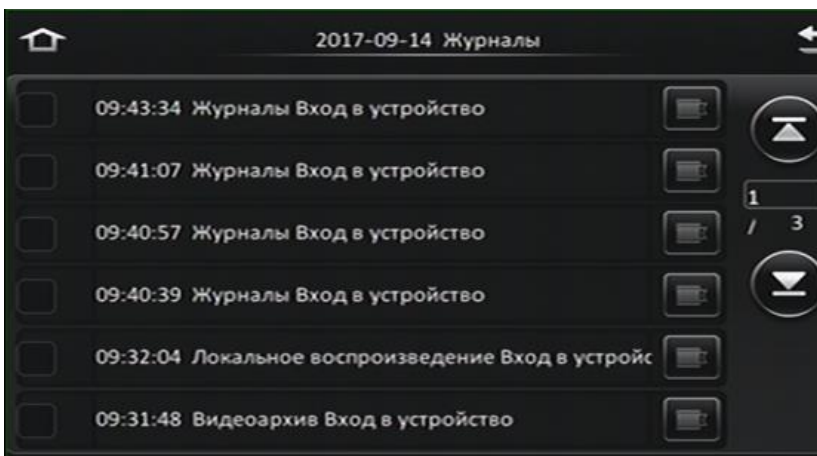 2017-09-14 Журналы
09:43:34 Журналы Вход в устройство
09:41:07 Журналы Вход в устройство
1
09:40:57 Журналы Вход в устройство
/ 3
09:40:39 Журналы Вход в устройство
09:32:04 Локальное воспроизведение Вход в устройс
09:31:48 Видеоархив Вход в устройство